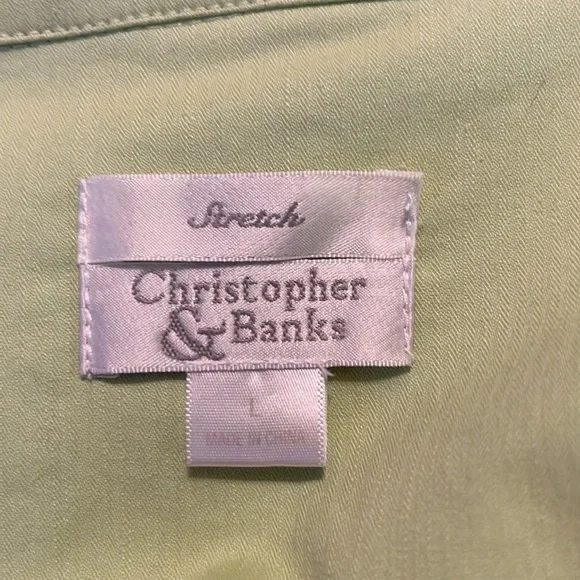 Stretch
Christopher
& Banks
L
MADE IN CHINA